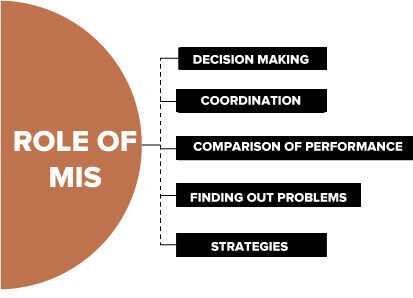 ROLE OF
MIS
DECISION MAKING
COORDINATION
COMPARISON OF PERFORMANCE
FINDING OUT PROBLEMS
STRATEGIES